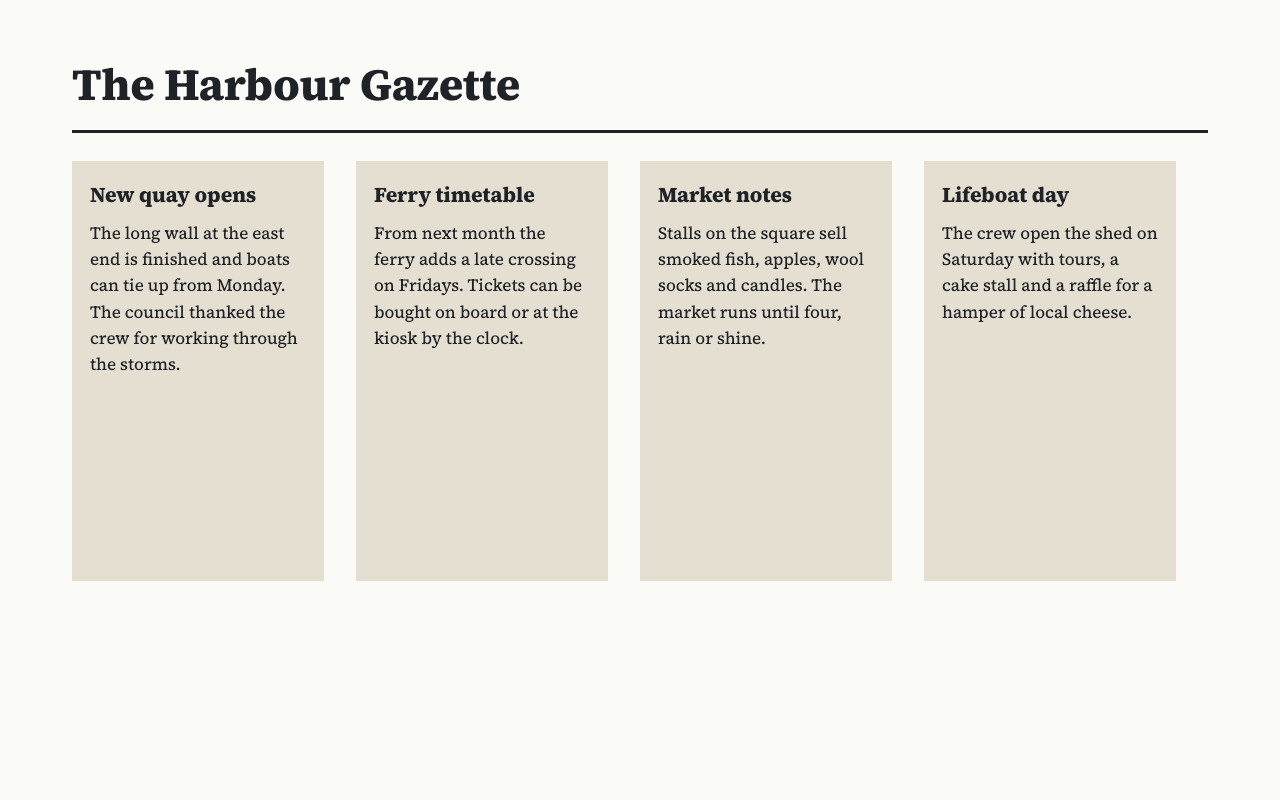 The Harbour Gazette
New quay opens
The long wall at the east
end is finished and boats
can tie up from Monday.
The council thanked the
crew for working through
the storms.
Ferry timetable
From next month the
ferry adds a late crossing
on Fridays. Tickets can be
bought on board or at the
kiosk by the clock.
Market notes
Stalls on the square sell
smoked fish, apples, wool
socks and candles. The
market runs until four,
rain or shine.
Lifeboat day
The crew open the shed on
Saturday with tours, a
cake stall and a raffle for a
hamper of local cheese.